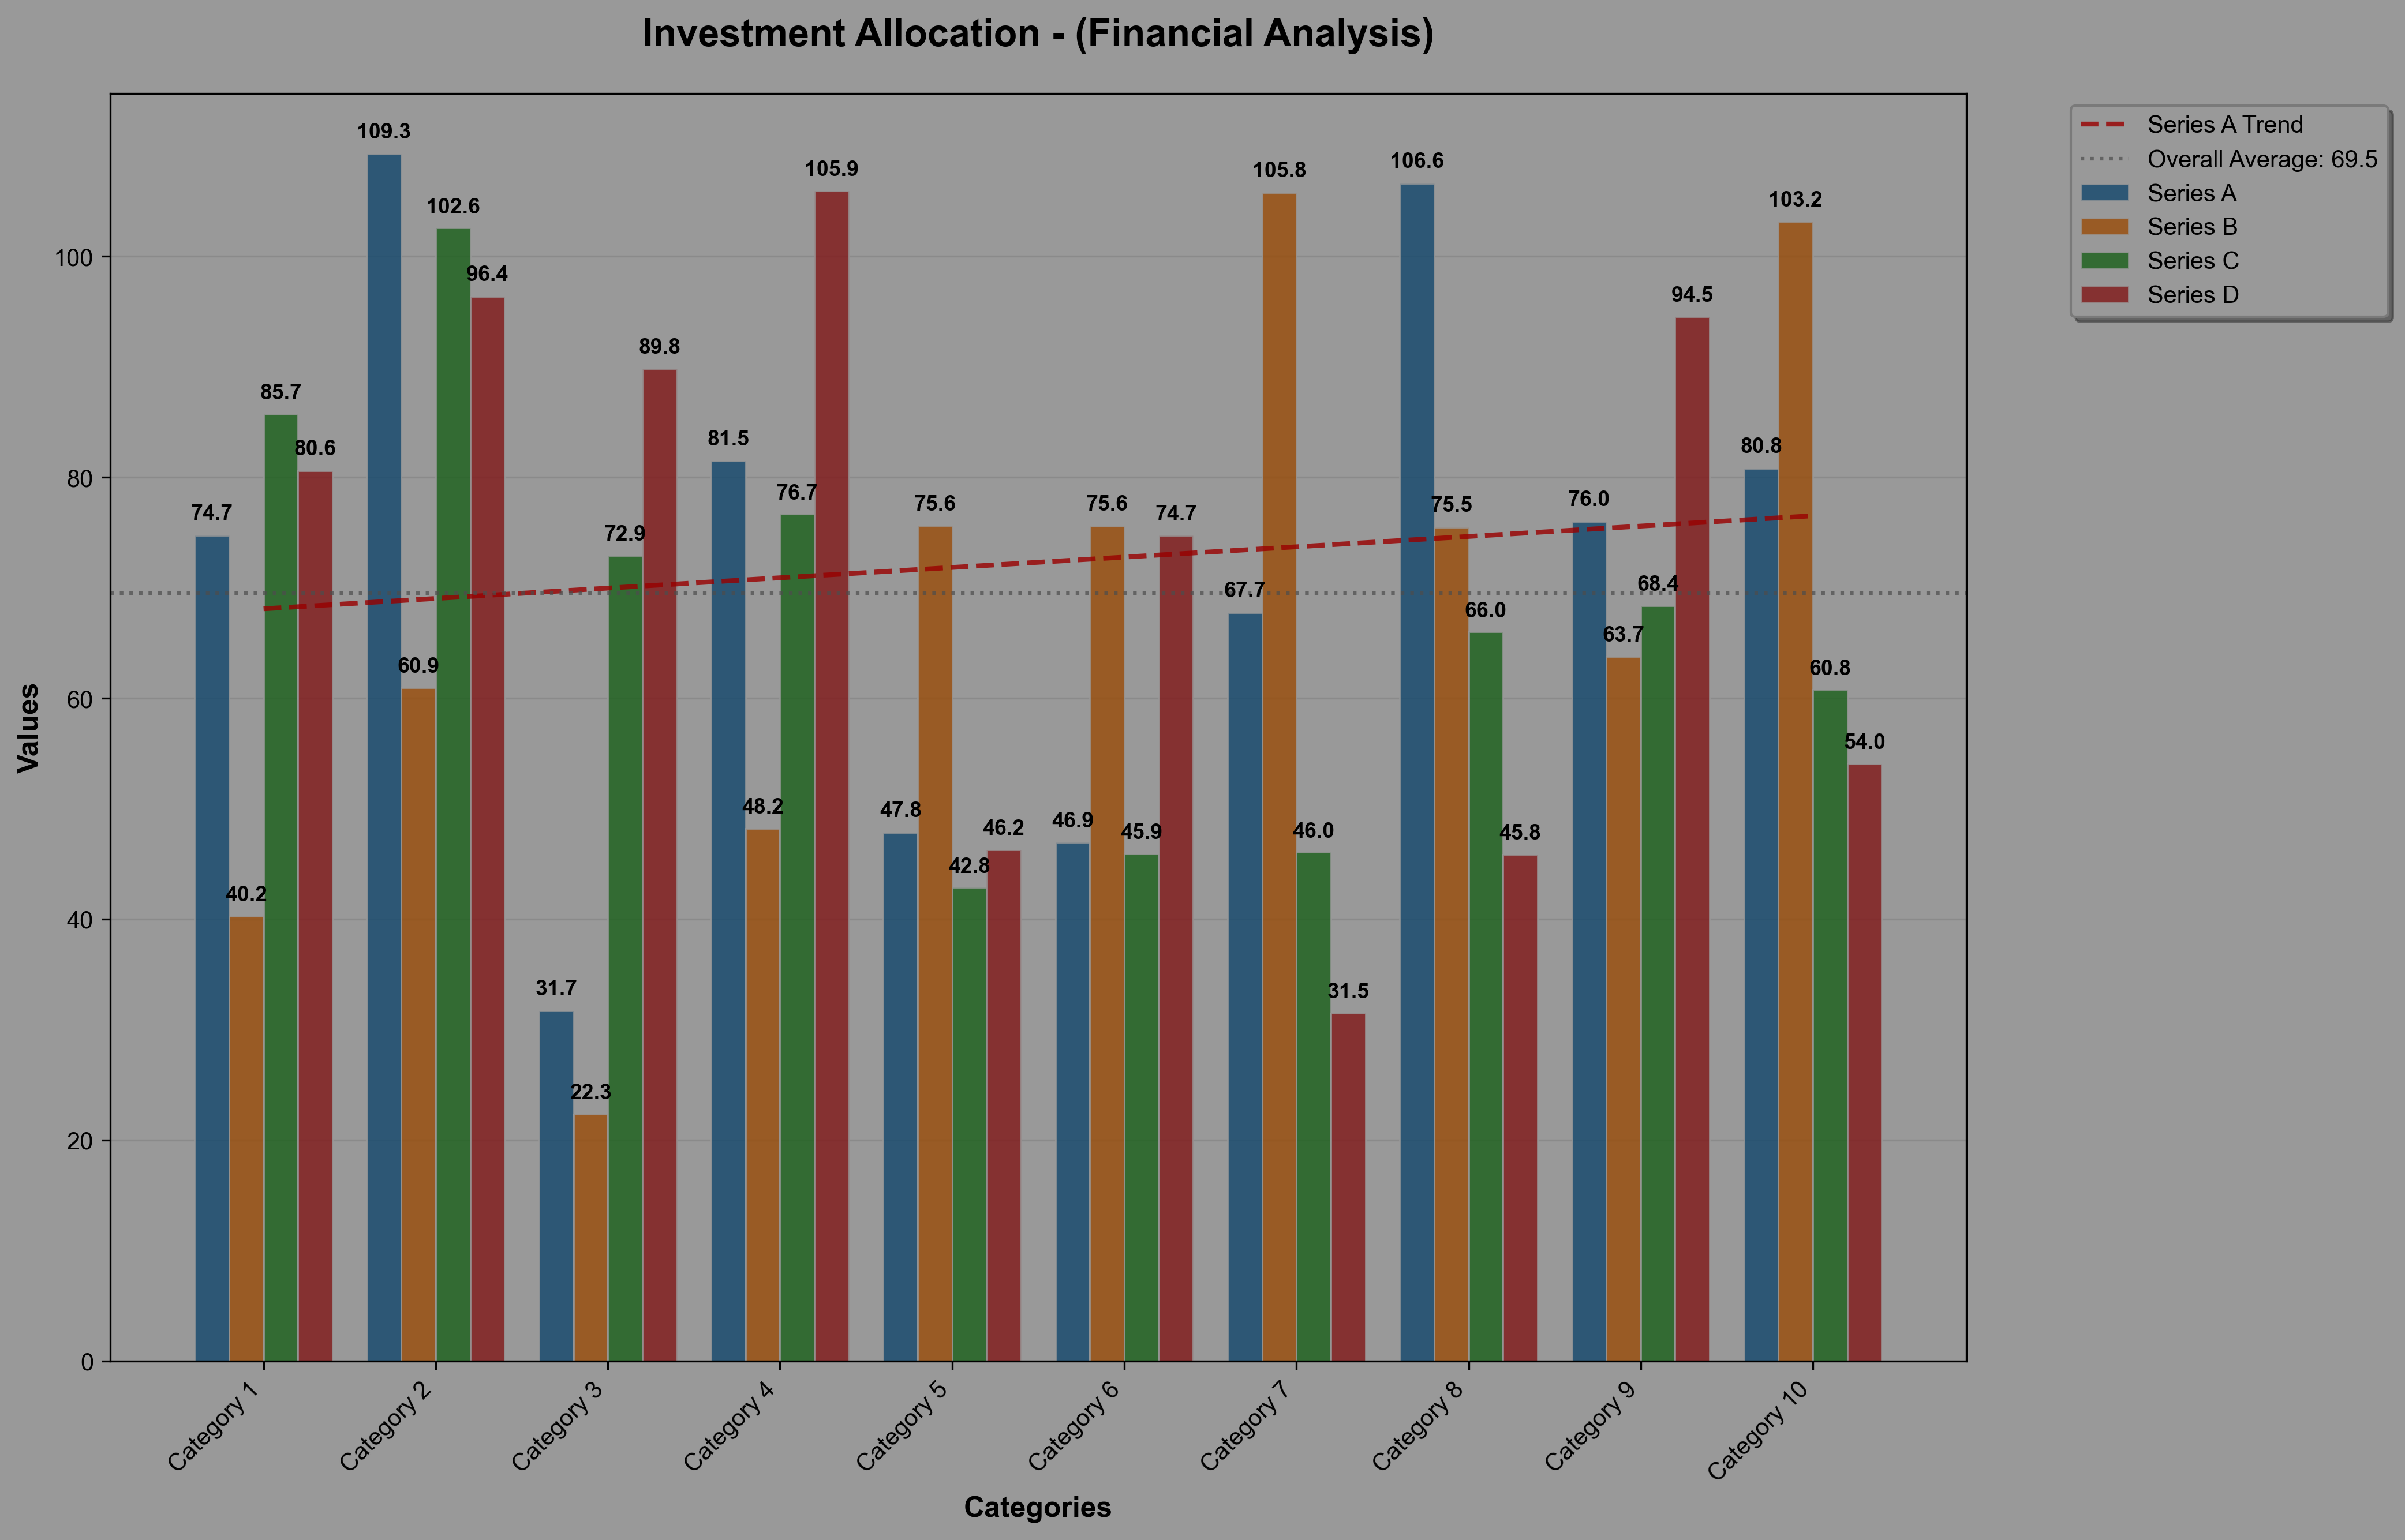 Investment Allocation - (Financial Analysis)
Series A Trend
Overall Average: 69.5
Series A
Series B
Series C
Series D
Values
100
80
60
40
20
0
74.7
40.2
85.7
80.6
109.3
60.9
102.6
96.4
31.7
22.3
72.9
89.8
81.5
48.2
76.7
105.9
47.8
75.6
42.8
46.2
46.9
75.6
45.9
74.7
67.7
105.8
46.0
31.5
106.6
75.5
66.0
45.8
76.0
63.7
68.4
94.5
80.8
103.2
60.8
54.0
Category 1
Category 2
Category 3
Category 4
Category 5
Category 6
Category 7
Category 8
Category 9
Category 10
Categories